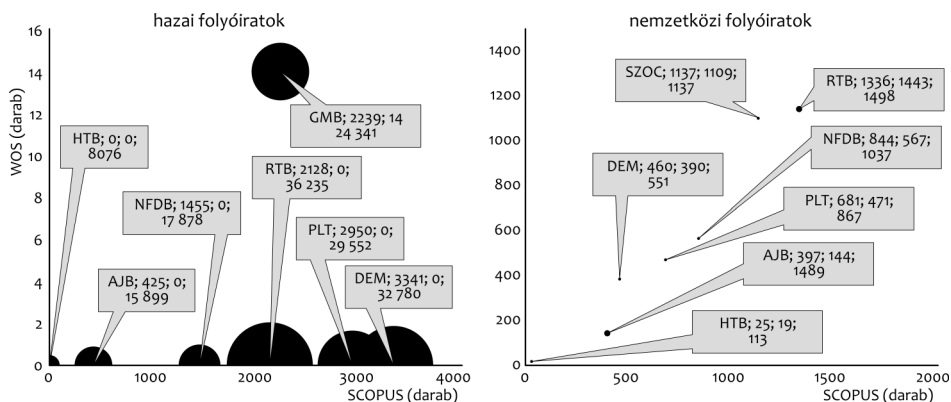 hazai folyóiratok
WOS (darab)
16
14
12
10
8
6
4
2
0
HTB; 0; 0;
8076
AJB; 425; 0;
15 899
NFDB; 1455; 0;
17 878
GMB; 2239; 14
24 341
RTB; 2128; 0;
36 235
PLT; 2950; 0;
29 552
DEM; 3341; 0;
32 780
0
1000
2000
3000
4000
SCOPUS (darab)
nemzetközi folyóiratok
1400
1200
1000
800
600
400
200
0
SZOC; 1137; 1109;
1137
RTB; 1336; 1443;
1498
NFDB; 844; 567;
1037
DEM; 460; 390;
551
PLT; 681; 471;
867
AJB; 397; 144;
1489
HTB; 25; 19;
113
0
500
1000
1500
2000
SCOPUS (darab)